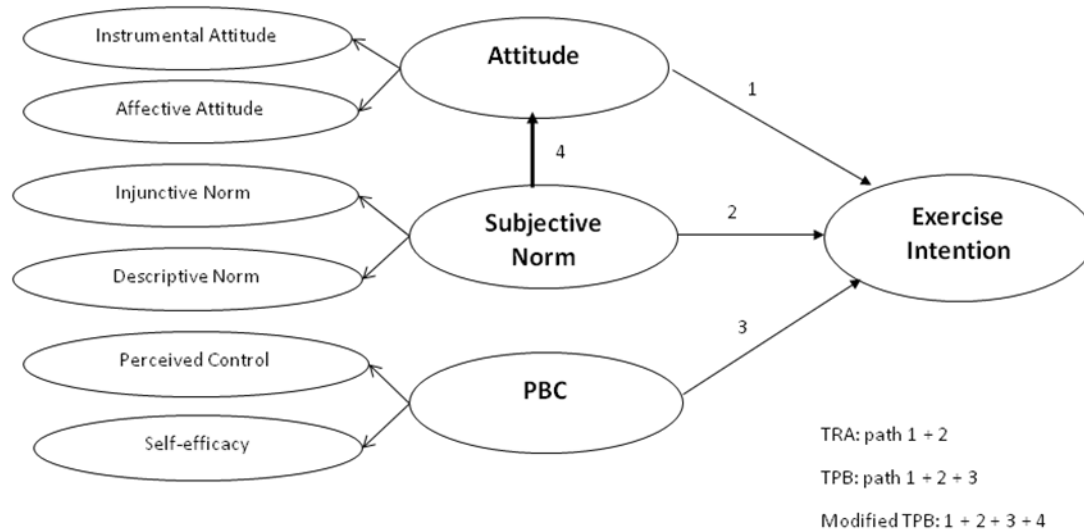 Instrumental Attitude
Affective Attitude
Attitude
1
4
Injunctive Norm
Descriptive Norm
Subjective
Norm
2
Exercise
Intention
3
Perceived Control
Self-efficacy
PBC
TRA: path 1 + 2
TPB: path 1 + 2 + 3
Modified TPB: 1 + 2 + 3 + 4